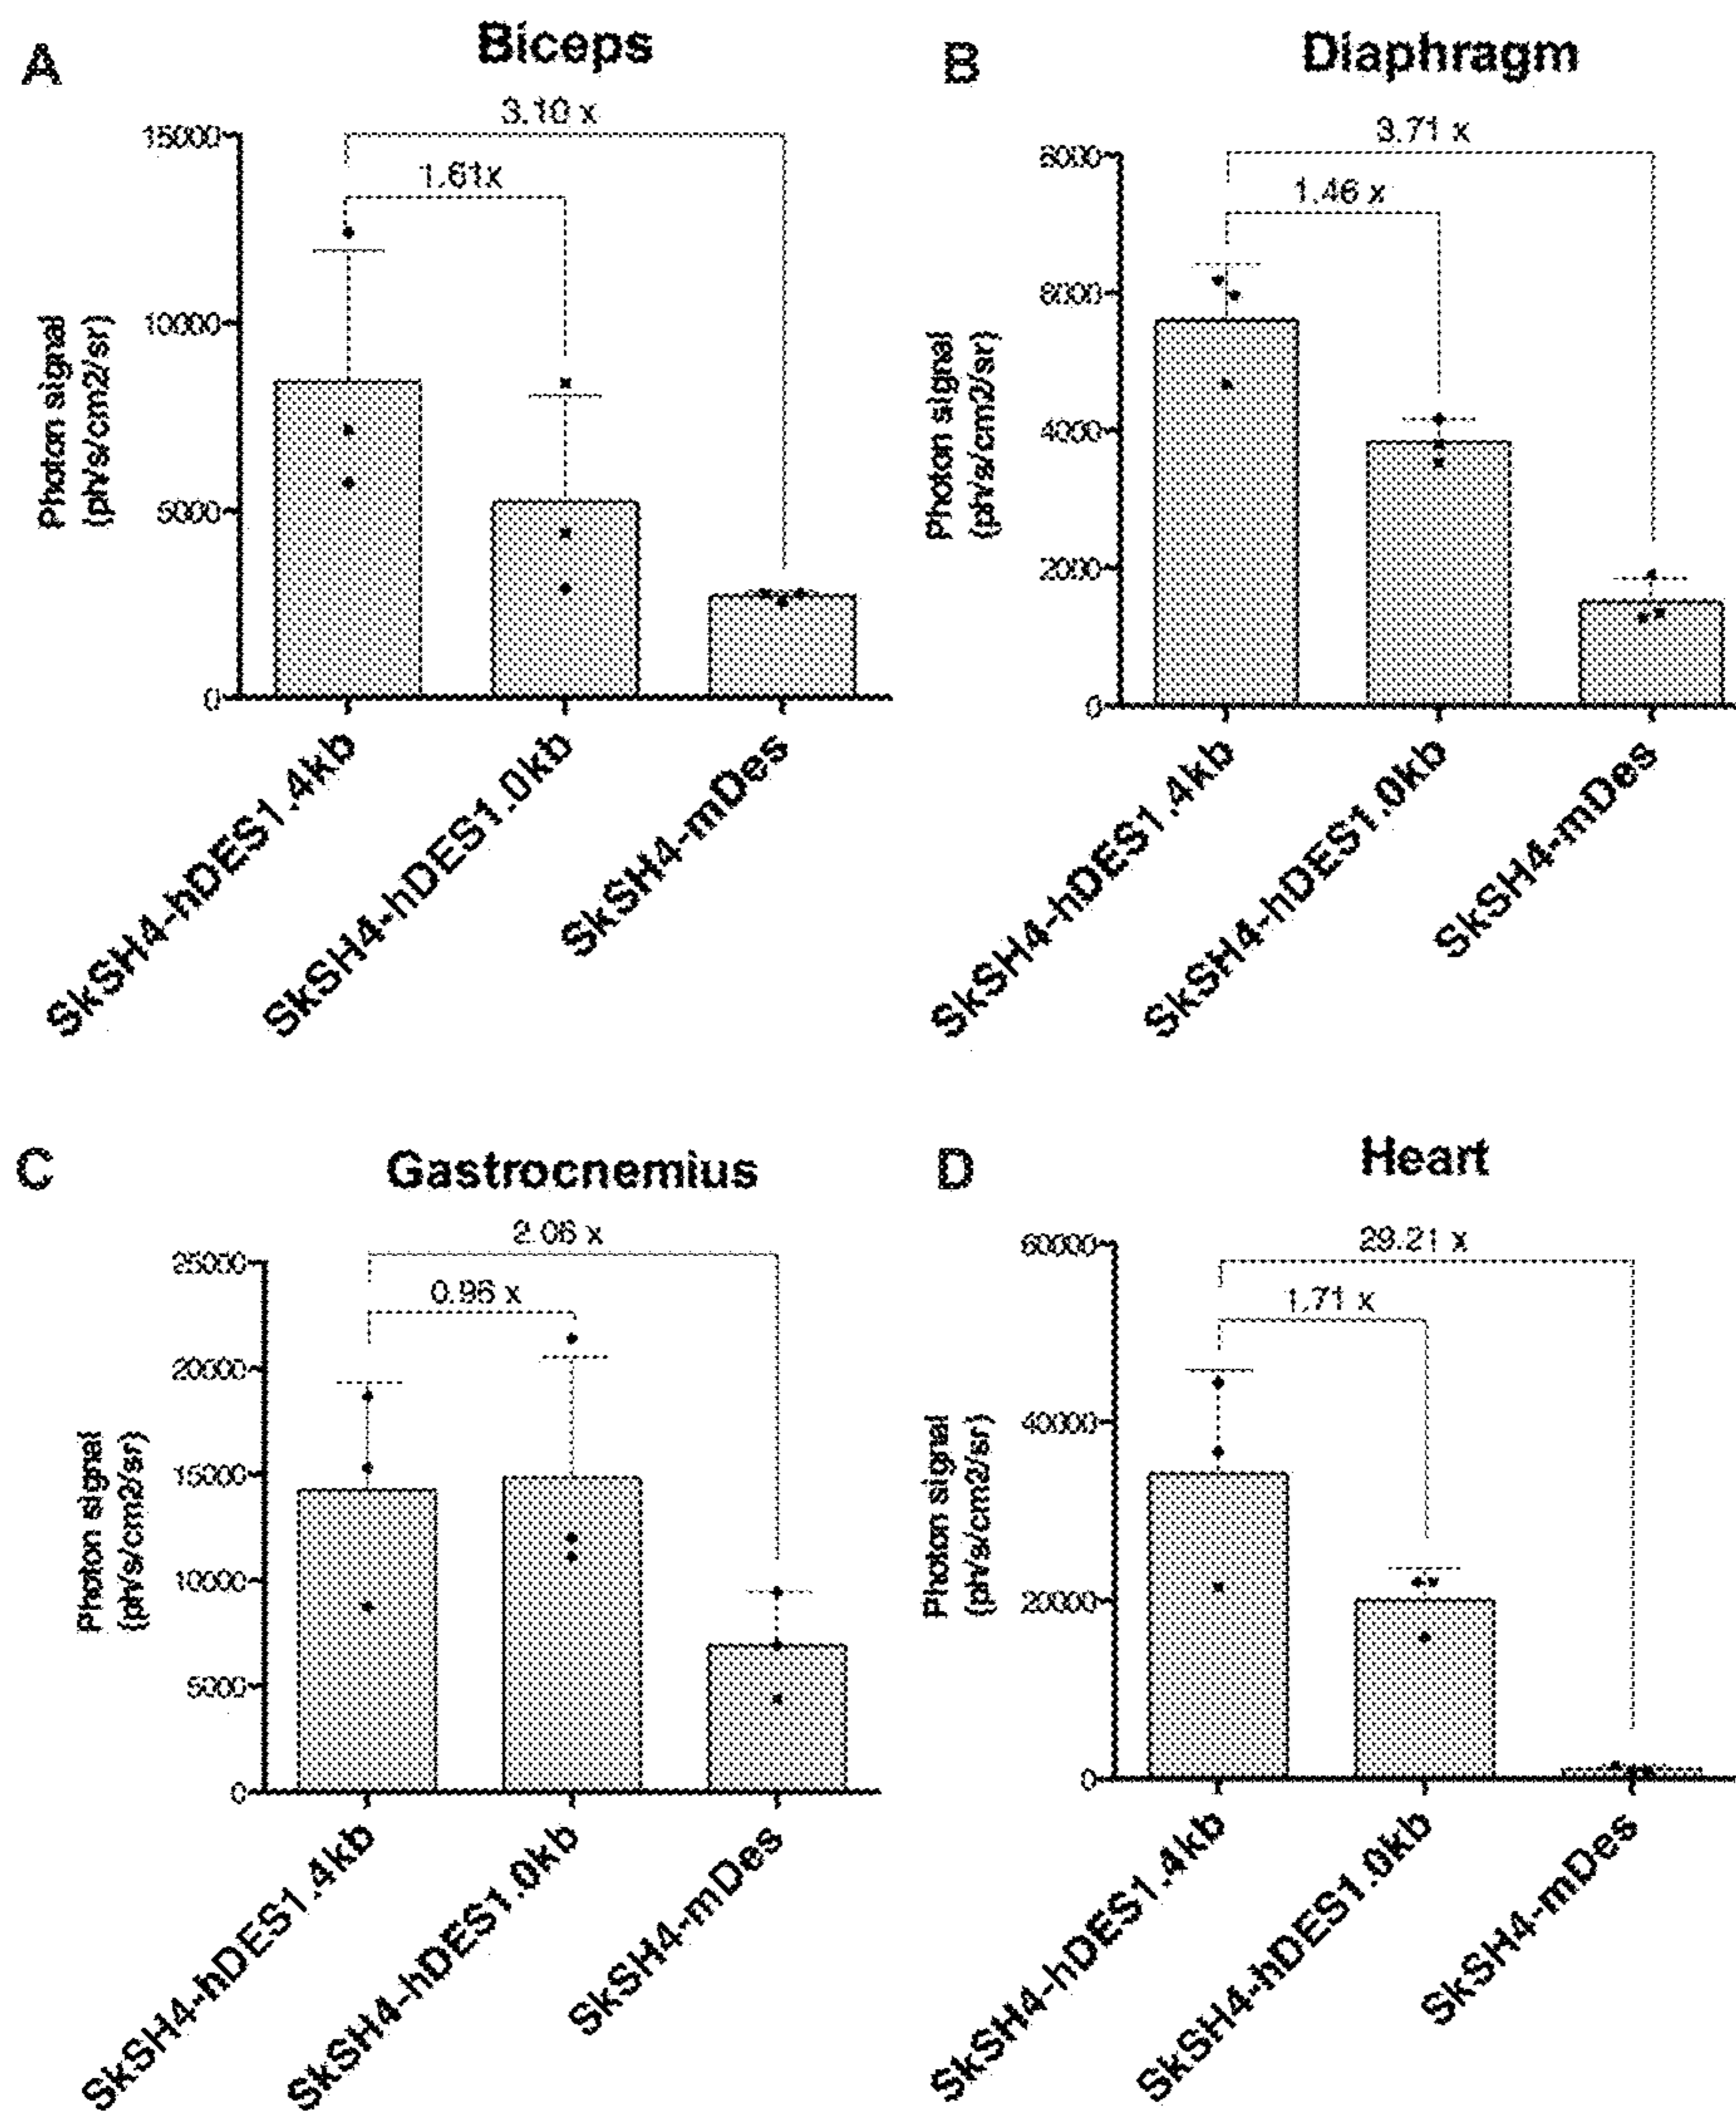 A
Biceps
3.10 x
1.61x
15000
10000
5000
0
Photon signal
(ph/s/cm2/sr)
SkSH4-hDES1.4kb
SkSH4-hDES1.0kb
SkSH4-mDes
B
Diaphragm
3.71 x
1.46 x
8000
6000
4000
2000
0
Photon signal
(ph/s/cm2/sr)
SkSH4-hDES1.4kb
SkSH4-hDES1.0kb
SkSH4-mDes
C
Gastrocnemius
2.06 x
0.96 x
25000
20000
15000
10000
5000
0
Photon signal
(ph/s/cm2/sr)
SkSH4-hDES1.4kb
SkSH4-hDES1.0kb
SkSH4-mDes
D
Heart
29.21 x
1.71 x
60000
40000
20000
0
Photon signal
(ph/s/cm2/sr)
SkSH4-hDES1.4kb
SkSH4-hDES1.0kb
SkSH4-mDes